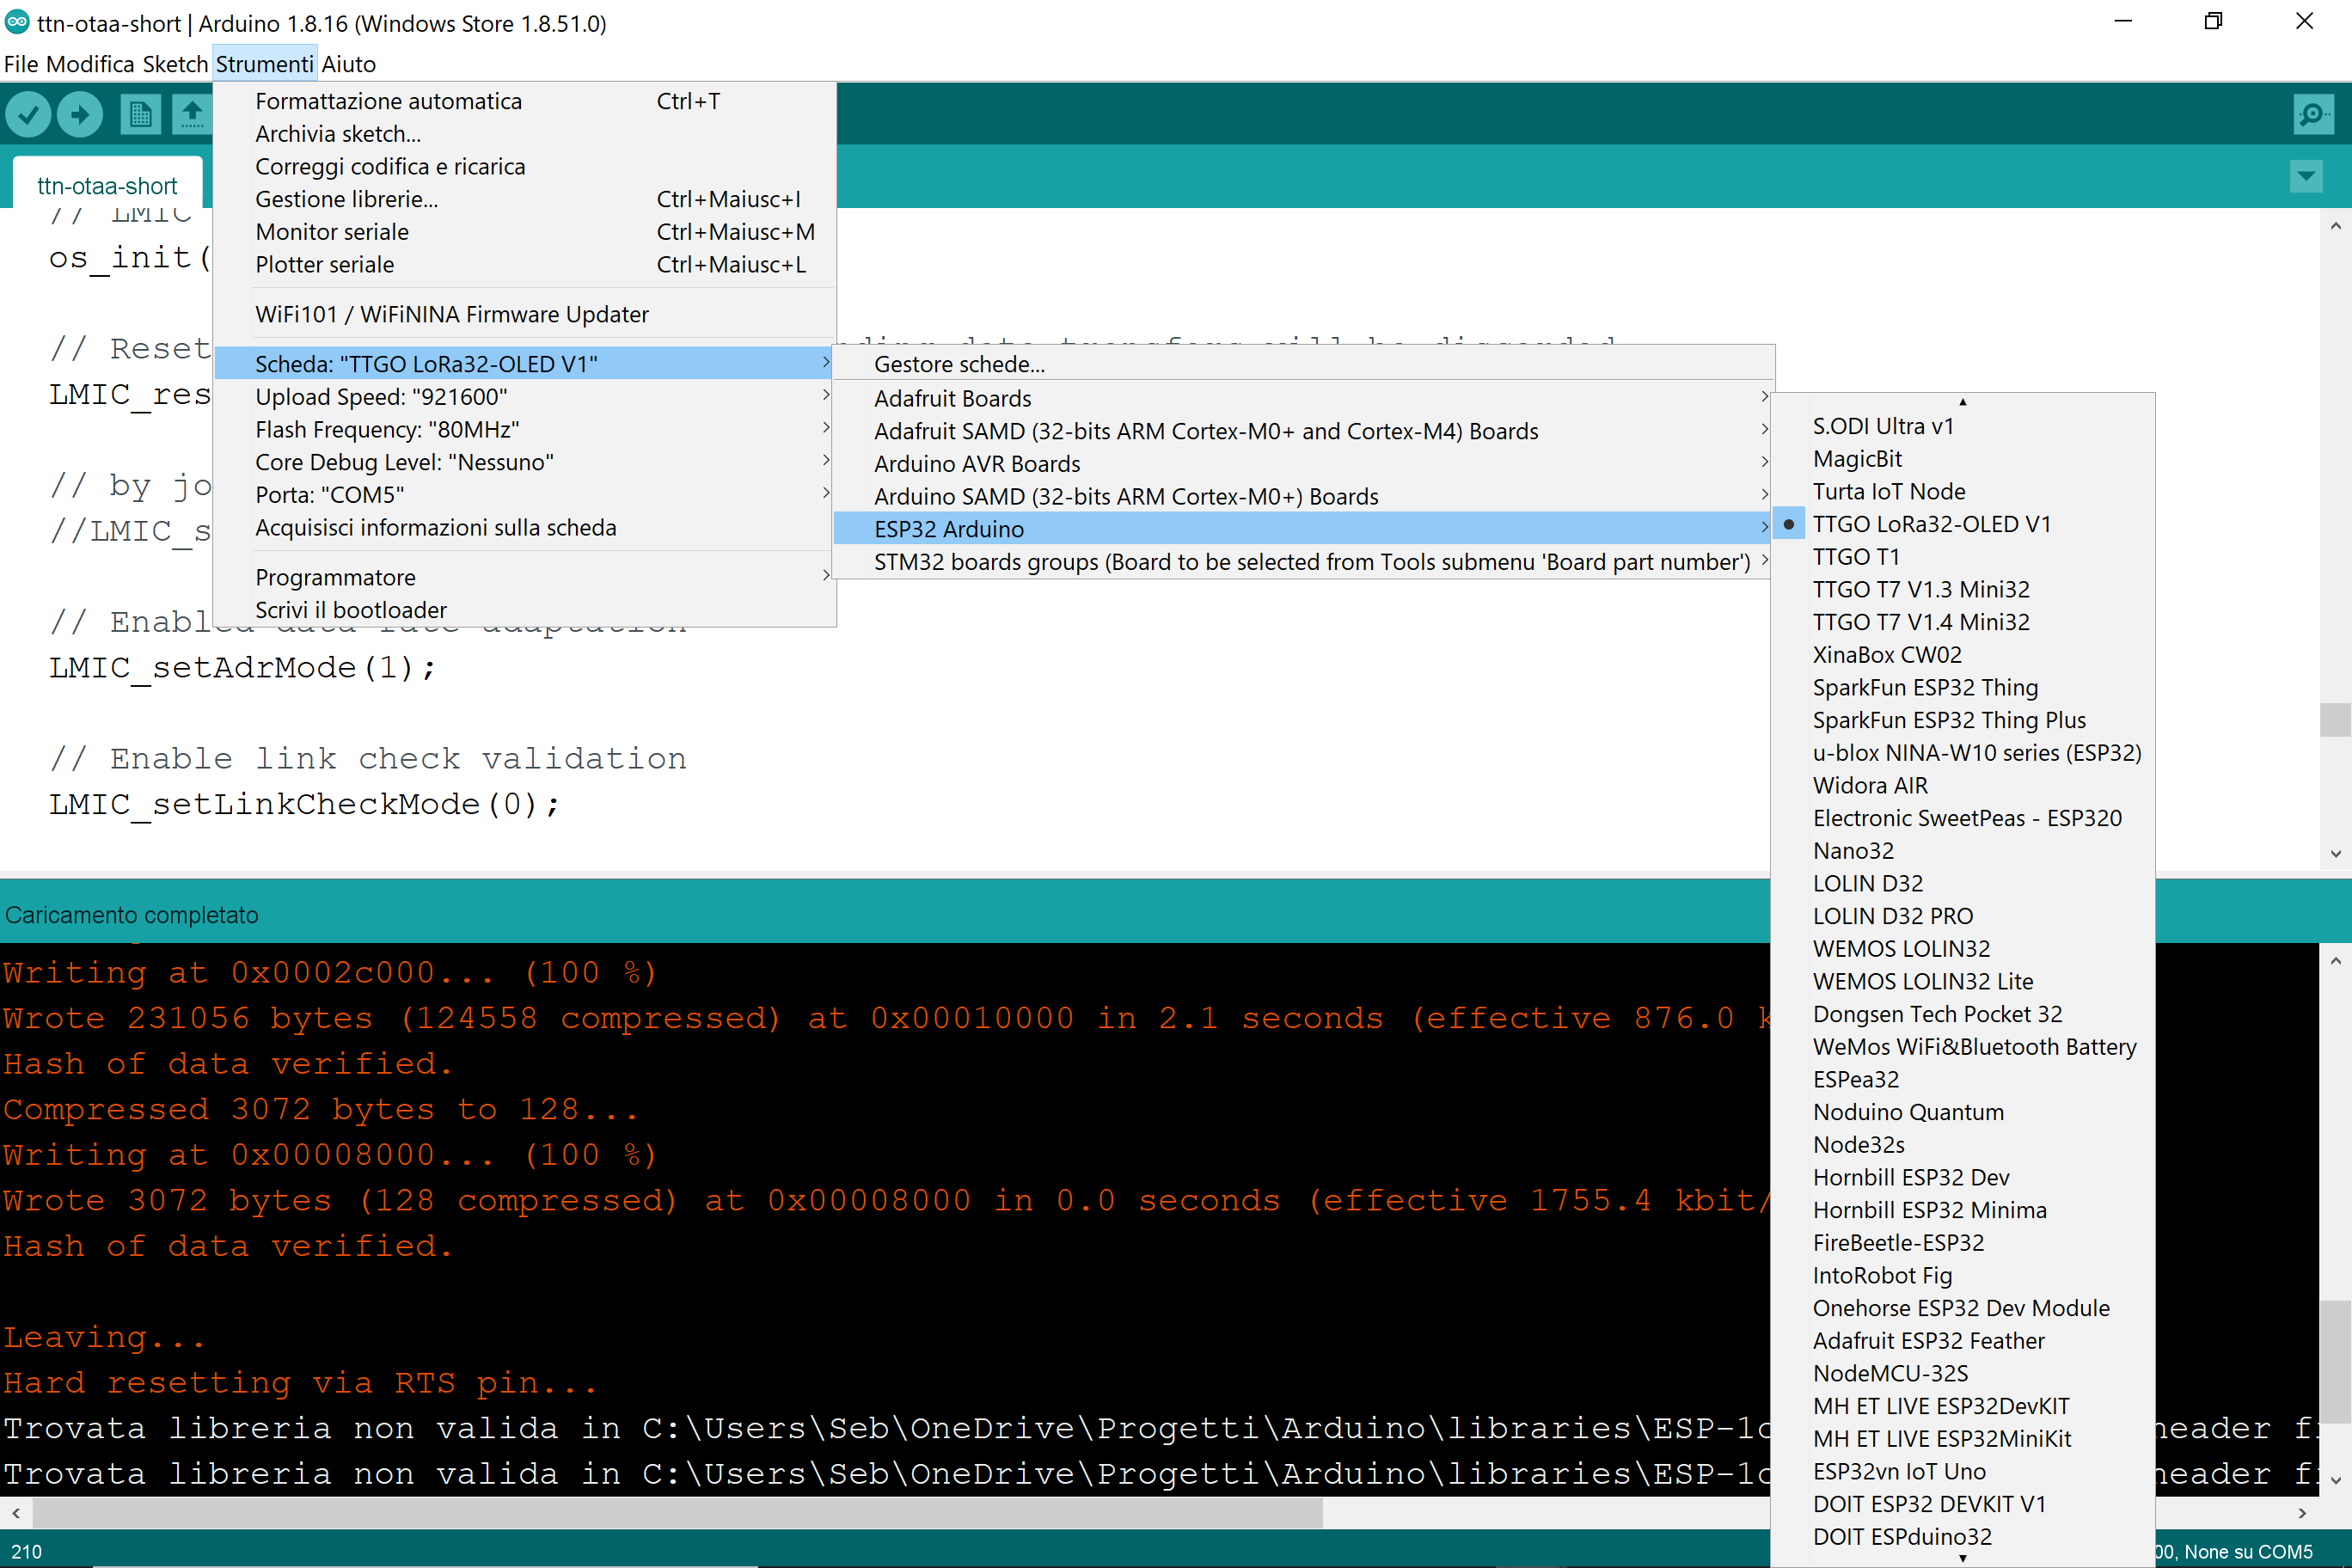 ttn-otaa-short | Arduino 1.8.16 (Windows Store 1.8.51.0)
File Modifica Sketch Strumenti Aiuto
ttn-otaa-short
// LMIC
os_init(
// Reset
LMIC_res
// by jo
//LMIC_s
// Enabled data rate adaptation
LMIC_setAdrMode(1);
// Enable link check validation
LMIC_setLinkCheckMode(0);
Formattazione automatica Ctrl+T
Archivia sketch...
Correggi codifica e ricarica
Gestione librerie... Ctrl+Maiusc+I
Monitor seriale Ctrl+Maiusc+M
Plotter seriale Ctrl+Maiusc+L
WiFi101 / WiFiNINA Firmware Updater
Scheda: "TTGO LoRa32-OLED V1"
Upload Speed: "921600"
Flash Frequency: "80MHz"
Core Debug Level: "Nessuno"
Porta: "COM5"
Acquisisci informazioni sulla scheda
Programmatore
Scrivi il bootloader
Gestore schede...
Adafruit Boards
Adafruit SAMD (32-bits ARM Cortex-M0+ and Cortex-M4) Boards
Arduino AVR Boards
Arduino SAMD (32-bits ARM Cortex-M0+) Boards
ESP32 Arduino
STM32 boards groups (Board to be selected from Tools submenu 'Board part number')
S.ODI Ultra v1
MagicBit
Turta IoT Node
TTGO LoRa32-OLED V1
TTGO T1
TTGO T7 V1.3 Mini32
TTGO T7 V1.4 Mini32
XinaBox CW02
SparkFun ESP32 Thing
SparkFun ESP32 Thing Plus
u-blox NINA-W10 series (ESP32)
Widora AIR
Electronic SweetPeas - ESP320
Nano32
LOLIN D32
LOLIN D32 PRO
WEMOS LOLIN32
WEMOS LOLIN32 Lite
Dongsen Tech Pocket 32
WeMos WiFi&Bluetooth Battery
ESPea32
Noduino Quantum
Node32s
Hornbill ESP32 Dev
Hornbill ESP32 Minima
FireBeetle-ESP32
IntoRobot Fig
Onehorse ESP32 Dev Module
Adafruit ESP32 Feather
NodeMCU-32S
MH ET LIVE ESP32DevKIT
MH ET LIVE ESP32MiniKit
ESP32vn IoT Uno
DOIT ESP32 DEVKIT V1
DOIT ESPduino32
Caricamento completato
Writing at 0x0002c000... (100 %)
Wrote 231056 bytes (124558 compressed) at 0x00010000 in 2.1 seconds (effective 876.0 k
Hash of data verified.
Compressed 3072 bytes to 128...
Writing at 0x00008000... (100 %)
Wrote 3072 bytes (128 compressed) at 0x00008000 in 0.0 seconds (effective 1755.4 kbit/
Hash of data verified.
Leaving...
Hard resetting via RTS pin...
Trovata libreria non valida in C:\Users\Seb\OneDrive\Progetti\Arduino\libraries\ESP-1c header fi
Trovata libreria non valida in C:\Users\Seb\OneDrive\Progetti\Arduino\libraries\ESP-1c header fi
210 00, None su COM5